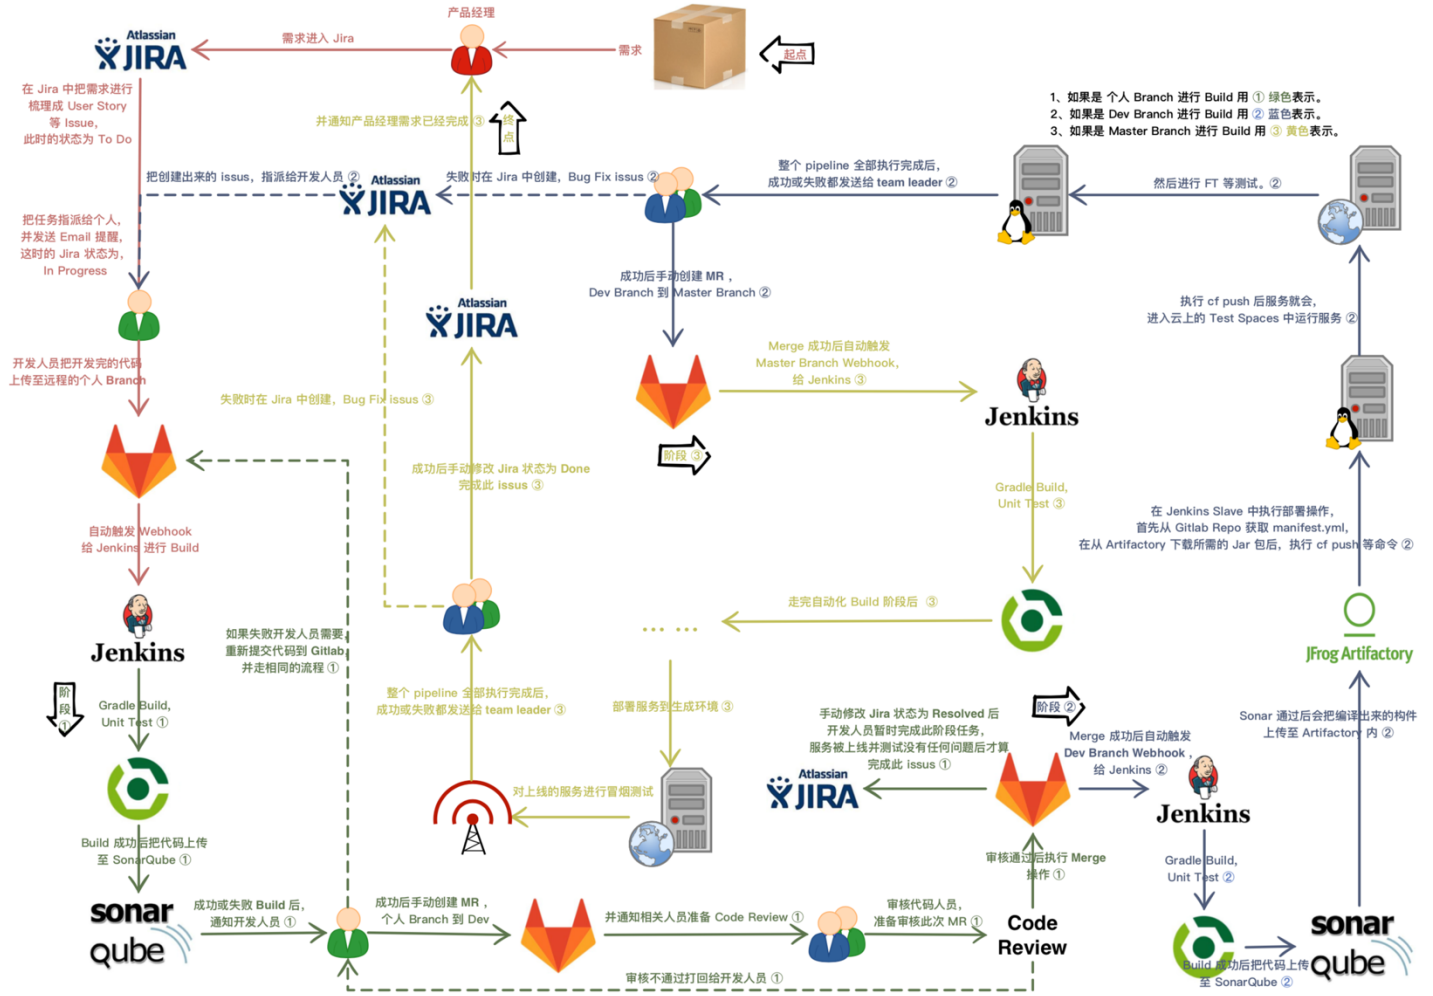 产品经理
Atlassian
JIRA
需求进入 Jira
需求
起点
在 Jira 中把需求进行
梳理成 User Story
等 Issue,
此时的状态为 To Do
并通知产品经理需求已经完成 ③
终
点
1、如果是 个人 Branch 进行 Build 用 ① 绿色表示。
2、如果是 Dev Branch 进行 Build 用 ② 蓝色表示。
3、如果是 Master Branch 进行 Build 用 ③ 黄色表示。
把创建出来的 issus，指派给开发人员 ②
Atlassian
JIRA
失败时在 Jira 中创建，Bug Fix issus ②
整个 pipeline 全部执行完成后，
成功或失败都发送给 team leader ②
然后进行 FT 等测试。②
把任务指派给个人，
并发送 Email 提醒，
这时的 Jira 状态为，
In Progress
成功后手动创建 MR ，
Dev Branch 到 Master Branch ②
执行 cf push 后服务就会，
进入云上的 Test Spaces 中运行服务 ②
Atlassian
JIRA
开发人员把开发完的代码
上传至远程的个人 Branch
Merge 成功后自动触发
Master Branch Webhook，
给 Jenkins ③
Jenkins
失败时在 Jira 中创建，Bug Fix issus ③
阶段 ③
成功后手动修改 Jira 状态为 Done
完成此 issus ③
Gradle Build,
Unit Test ③
在 Jenkins Slave 中执行部署操作，
首先从 Gitlab Repo 获取 manifest.yml，
在从 Artifactory 下载所需的 Jar 包后，执行 cf push 等命令 ②
自动触发 Webhook
给 Jenkins 进行 Build
走完自动化 Build 阶段后 ③
... ...
Jenkins
如果失败开发人员需要，
重新提交代码到 Gitlab
并走相同的流程 ①
JFrog Artifactory
阶
段
①
Gradle Build,
Unit Test ①
整个 pipeline 全部执行完成后，
成功或失败都发送给 team leader ③
部署服务到生成环境 ③
手动修改 Jira 状态为 Resolved 后
开发人员暂时完成此阶段任务，
服务被上线并测试没有任何问题后才算
完成此 issus ①
阶段 ②
Merge 成功后自动触发
Dev Branch Webhook ，
给 Jenkins ②
Sonar 通过后会把编译出来的构件
上传至 Artifactory 内 ②
对上线的服务进行冒烟测试
Atlassian
JIRA
Jenkins
Build 成功后把代码上传
至 SonarQube ①
审核通过后执行 Merge
操作 ①
Gradle Build,
Unit Test ②
sonar
qube
成功或失败 Build 后，
通知开发人员 ①
成功后手动创建 MR ，
个人 Branch 到 Dev
并通知相关人员准备 Code Review ①
审核代码人员，
准备审核此次 MR ①
Code
Review
Build 成功后把代码上传
至 SonarQube ②
sonar
qube
审核不通过打回给开发人员 ①